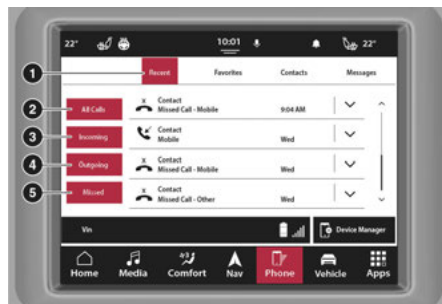 22° 10:01 22°
1 Recent Favorites Contacts Messages
2 All Calls
Contact
Missed Call - Mobile 9:04 AM
3 Incoming
Contact
Mobile Wed
4 Outgoing
Contact
Missed Call - Mobile Wed
5 Missed
Contact
Missed Call - Other Wed
Vin Device Manager
Home Media Comfort Nav Phone Vehicle Apps